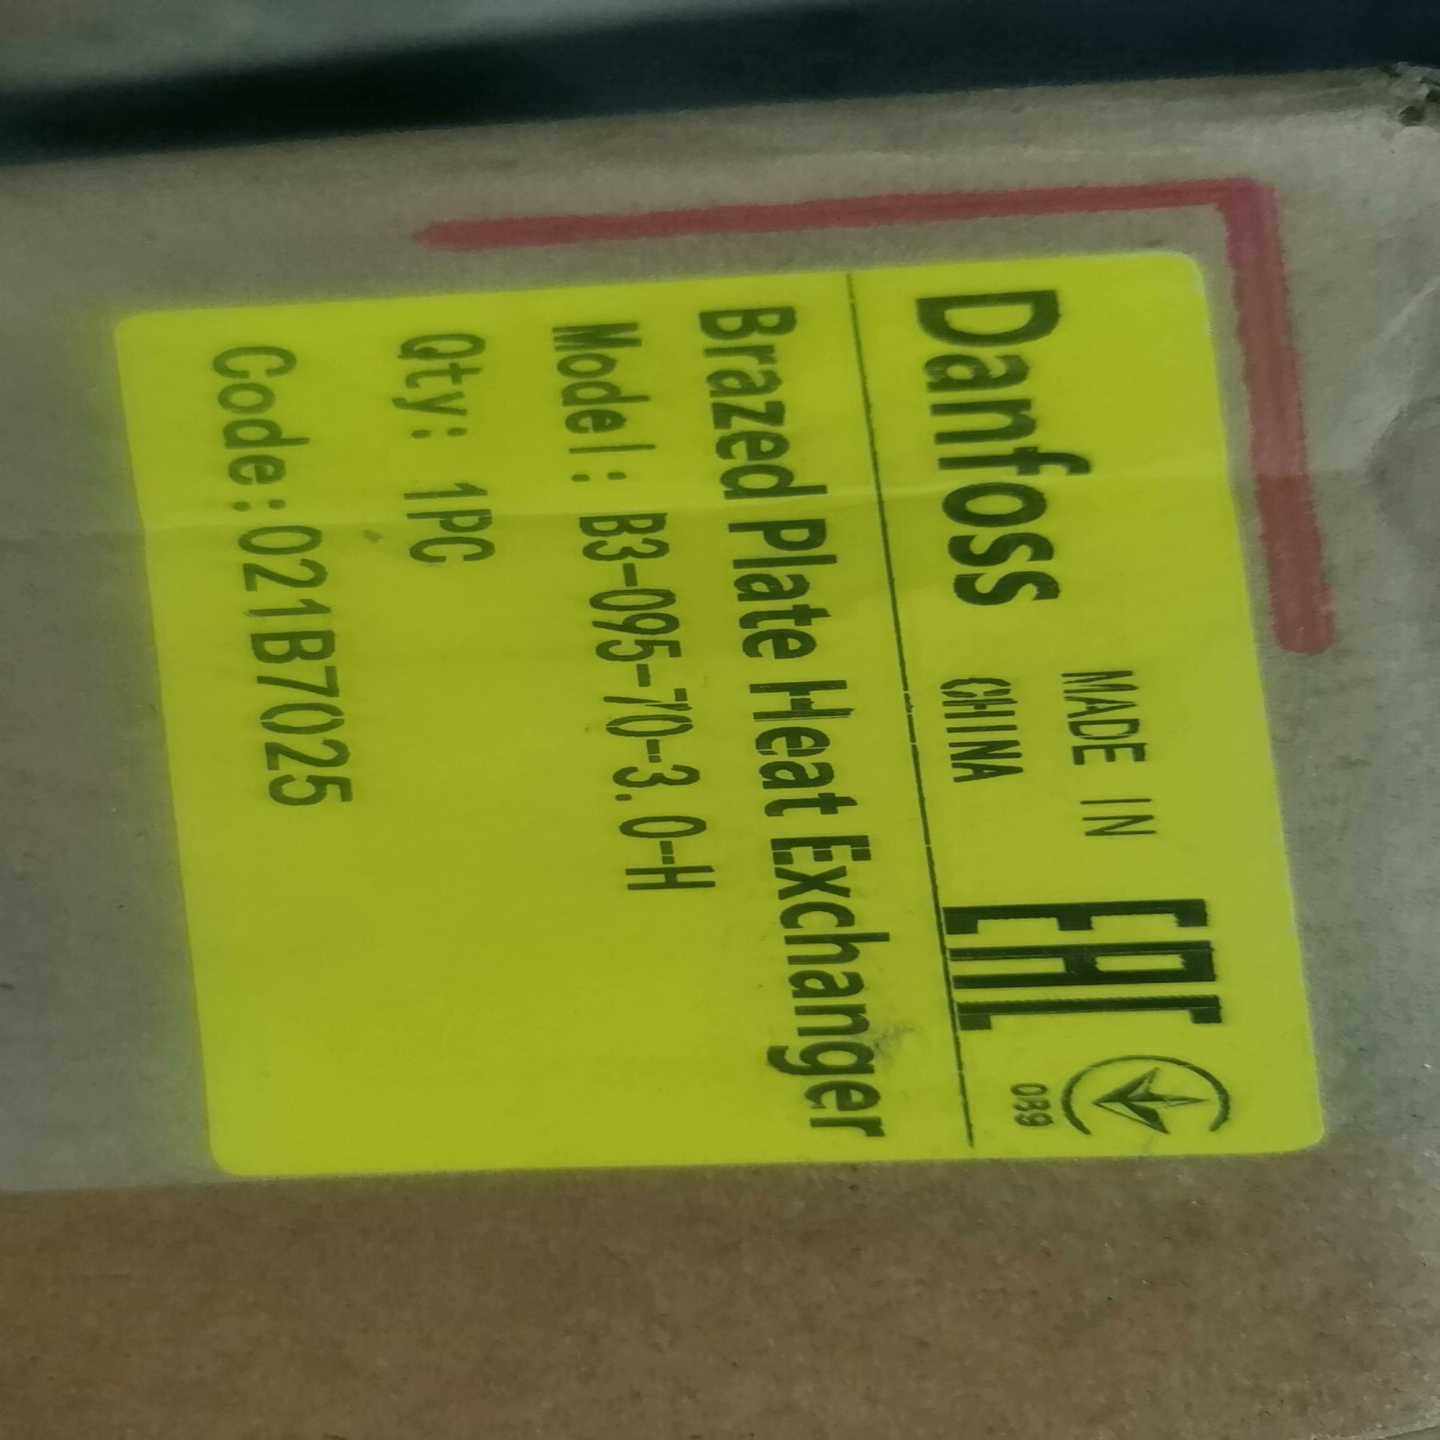 Danfoss
MADE IN
CHINA
EAC
089
Brazed Plate Heat Exchanger
Model: B3-095-70-3.0-H
Qty: 1PC
Code:021B7025